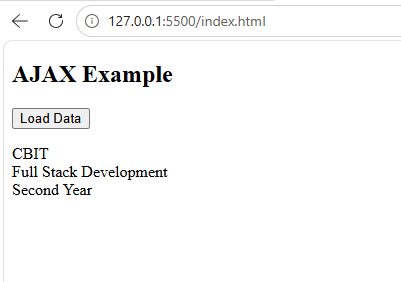 127.0.0.1:5500/index.html
AJAX Example
Load Data
CBIT
Full Stack Development
Second Year